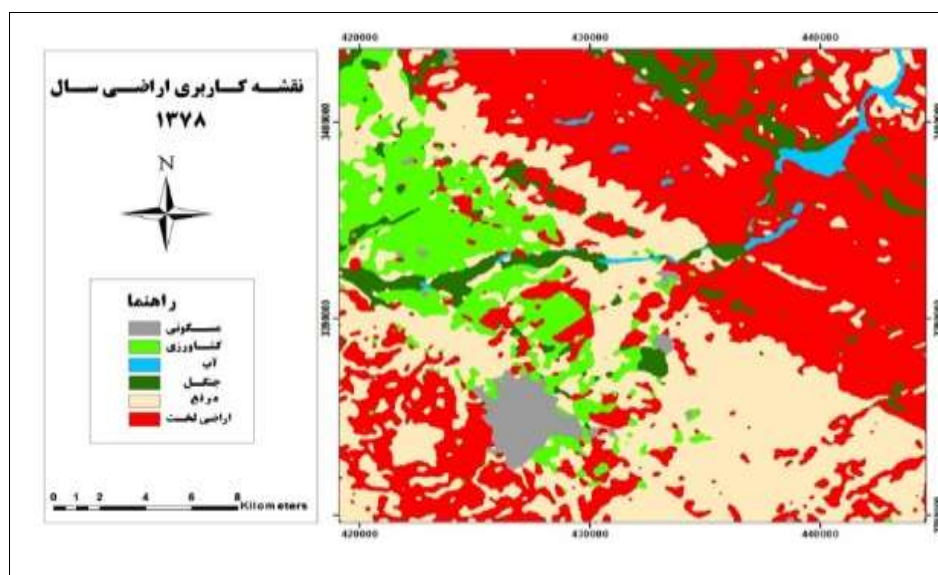 نقشه کاربری اراضی سال
۱۳۷۸
N
راهنما
مسکونی
کشاورزی
آب
جنگل
مرتع
اراضی لخت
0 1 2 4 6 8
Kilometers
420000 430000 440000
420000 430000 440000